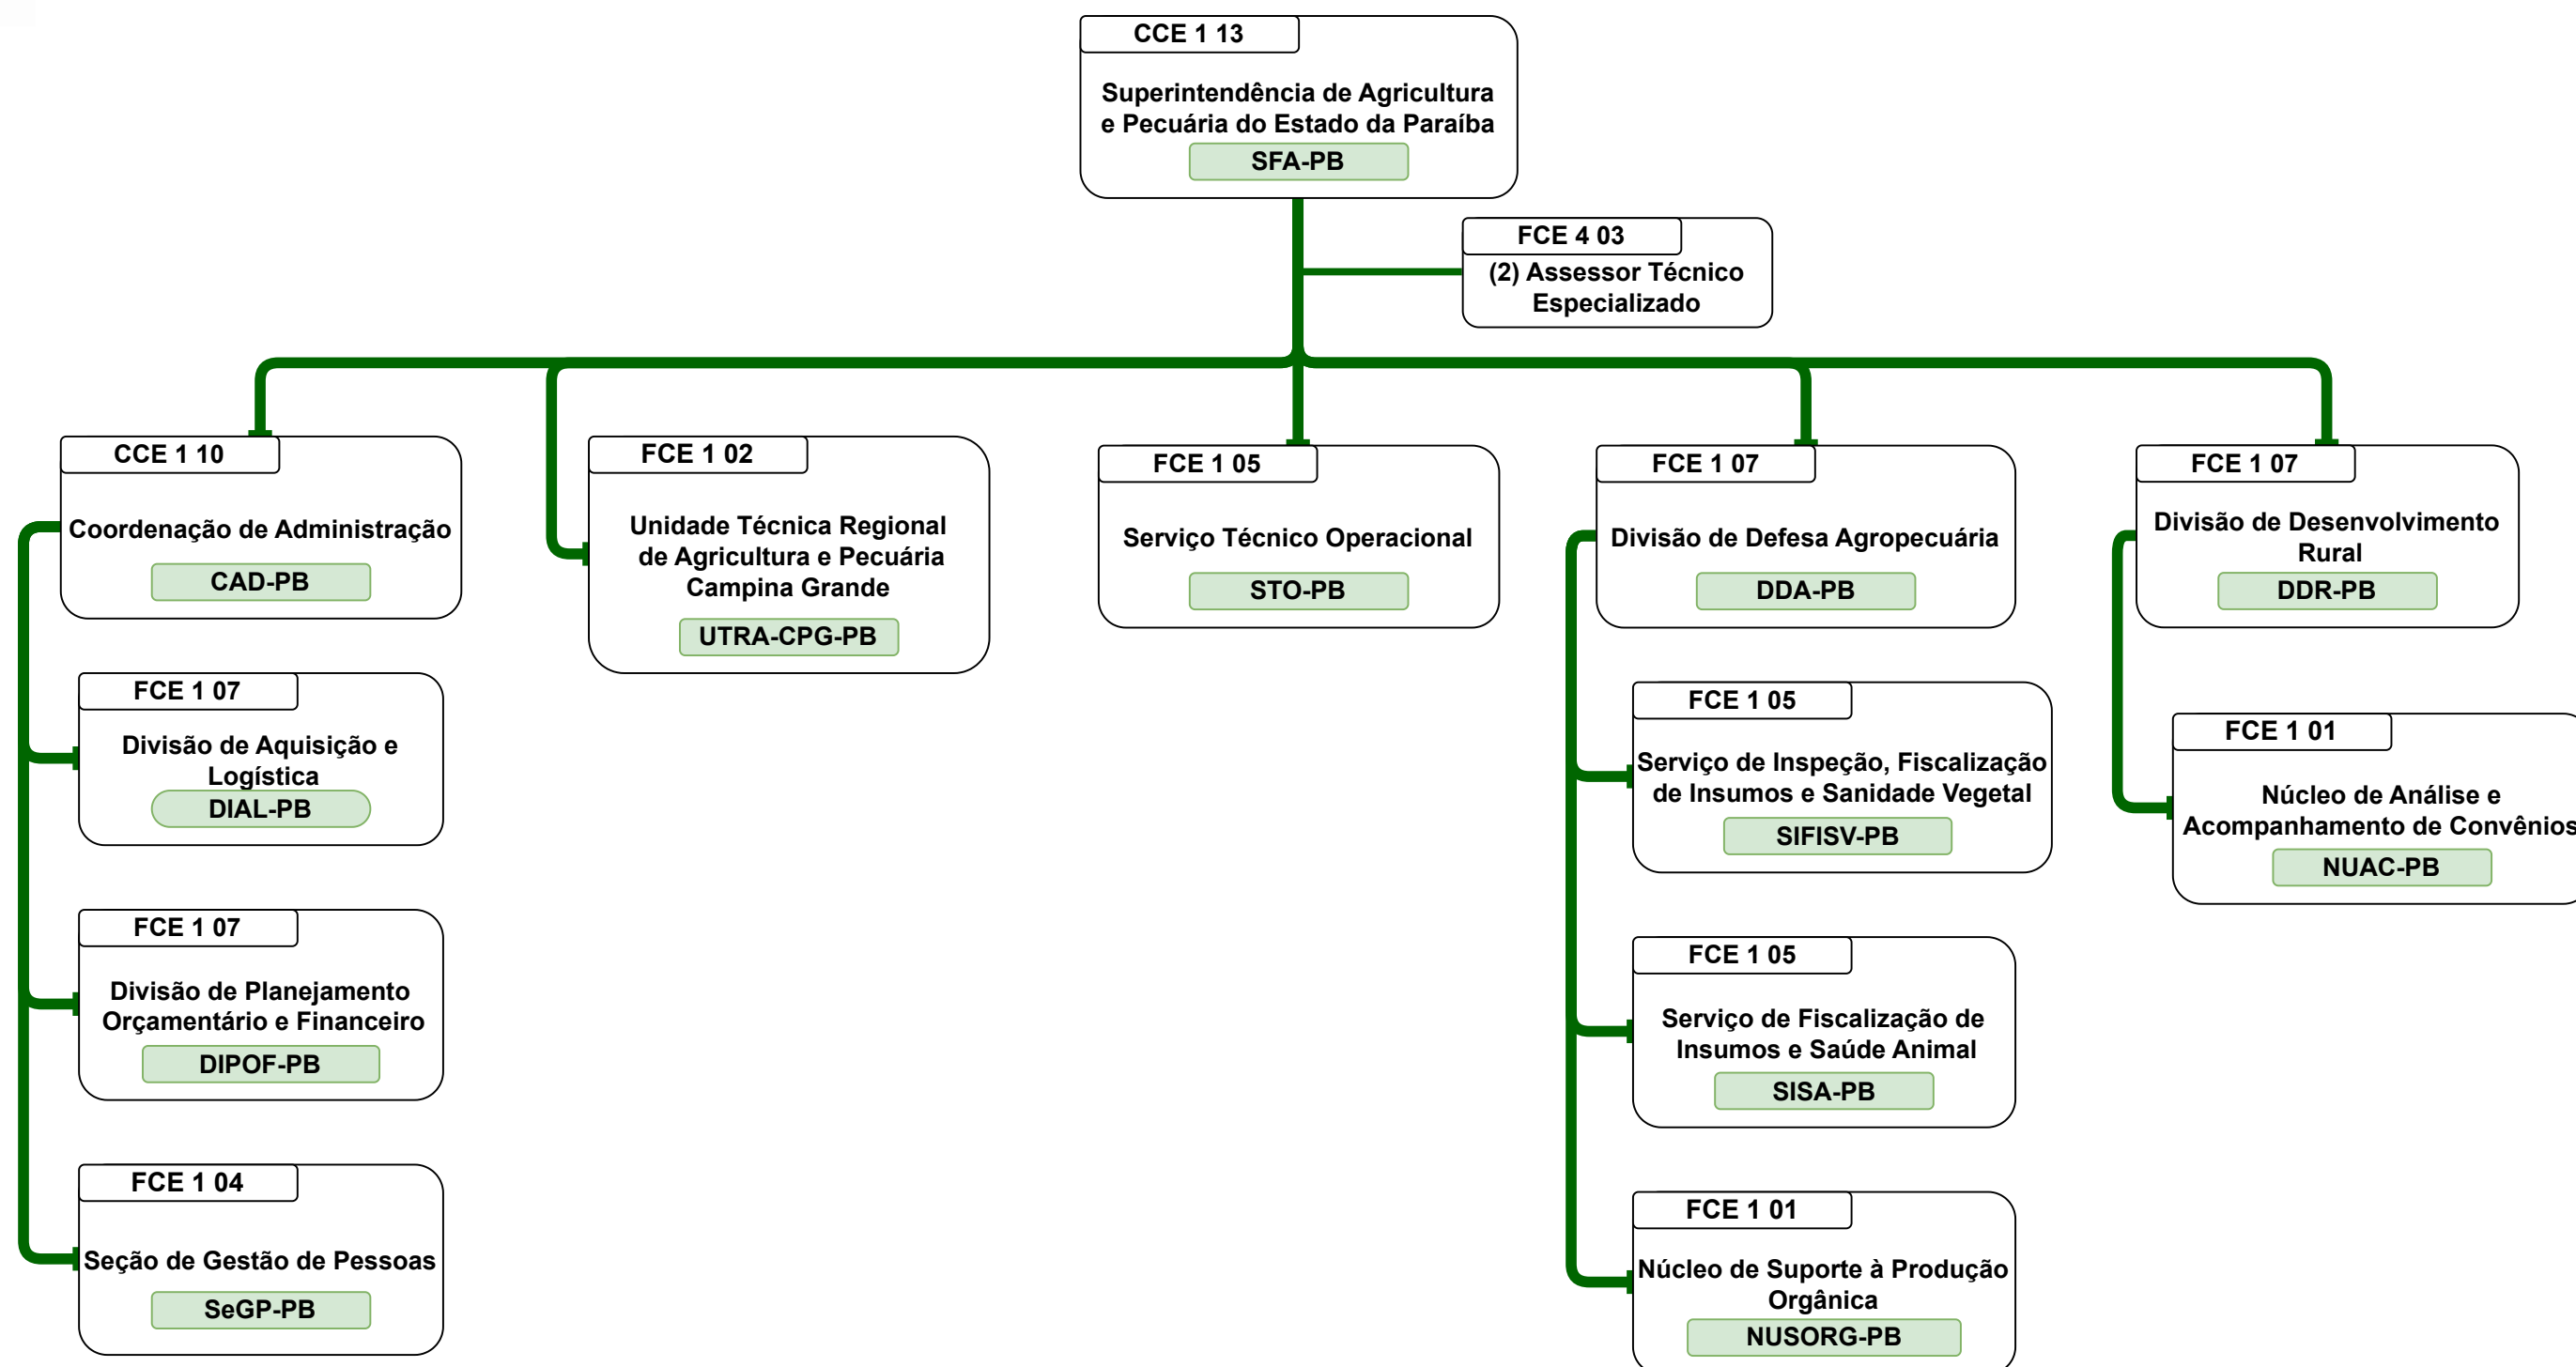 CCE 1 13
Superintendência de Agricultura
e Pecuária do Estado da Paraíba
SFA-PB
FCE 4 03
(2) Assessor Técnico
Especializado
CCE 1 10
Coordenação de Administração
CAD-PB
FCE 1 07
Divisão de Aquisição e
Logística
DIAL-PB
FCE 1 07
Divisão de Planejamento
Orçamentário e Financeiro
DIPOF-PB
FCE 1 04
Seção de Gestão de Pessoas
SeGP-PB
FCE 1 02
Unidade Técnica Regional
de Agricultura e Pecuária
Campina Grande
UTRA-CPG-PB
FCE 1 05
Serviço Técnico Operacional
STO-PB
FCE 1 07
Divisão de Defesa Agropecuária
DDA-PB
FCE 1 05
Serviço de Inspeção, Fiscalização
de Insumos e Sanidade Vegetal
SIFISV-PB
FCE 1 05
Serviço de Fiscalização de
Insumos e Saúde Animal
SISA-PB
FCE 1 01
Núcleo de Suporte à Produção
Orgânica
NUSORG-PB
FCE 1 07
Divisão de Desenvolvimento
Rural
DDR-PB
FCE 1 01
Núcleo de Análise e
Acompanhamento de Convênios
NUAC-PB